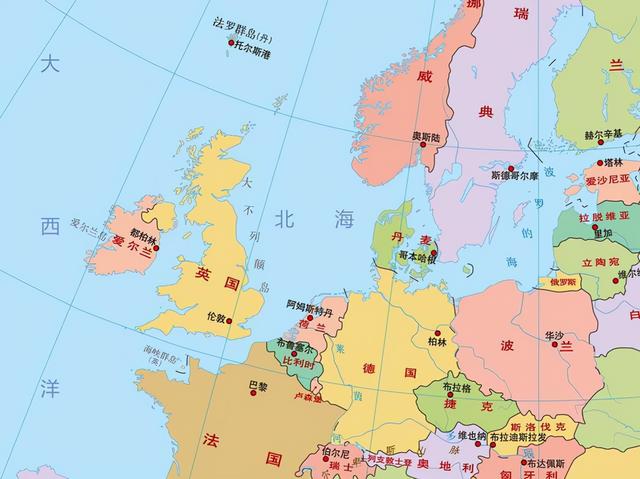 挪
瑞
法罗群岛(丹)
托尔斯港
大
兰
威
典
奥斯陆
赫尔辛基
塔林
斯德哥尔摩
波
爱沙尼亚
大
不
列
颠
岛
罗
拉脱维亚
西
北
海
丹
麦
里加
爱尔兰岛
都柏林
爱尔兰
的
哥本哈根
海
立陶宛
英
国
俄罗斯
维尔纽
阿姆斯特丹
荷兰
伦敦
白
布鲁塞尔
比利时
莱
茵
河
柏林
华沙
波
兰
海峡群岛
(英)
德
国
洋
巴黎
卢森堡
布拉格
捷
克
法
国
斯洛伐克
维也纳
布拉迪斯拉发
伯尔尼
瑞士
列支敦士登
奥地利
布达佩斯
匈牙利